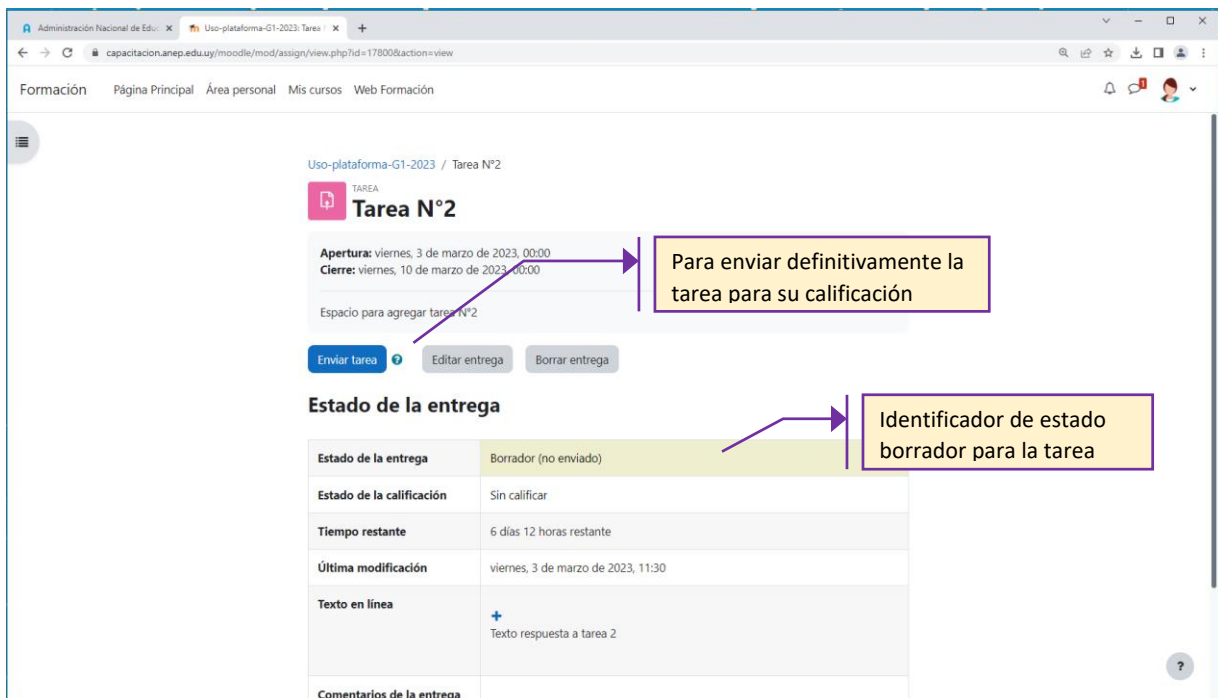 Administración Nacional de Edu
Uso-plataforma-G1-2023: Tarea
capacitacion.anep.edu.uy/moodle/mod/assign/view.php?id=17800&action=view
Formación Página Principal Área personal Mis cursos Web Formación
1
Uso-plataforma-G1-2023 / Tarea N°2
TAREA
Tarea N°2
Apertura: viernes, 3 de marzo de 2023, 00:00
Cierre: viernes, 10 de marzo de 2023, 00:00
Para enviar definitivamente la
tarea para su calificación
Espacio para agregar tarea N°2
Enviar tarea ? Editar entrega Borrar entrega
Estado de la entrega
Identificador de estado
borrador para la tarea
Estado de la entrega Borrador (no enviado)
Estado de la calificación Sin calificar
Tiempo restante 6 días 12 horas restante
Última modificación viernes, 3 de marzo de 2023, 11:30
Texto en línea
Texto respuesta a tarea 2
?
Comentarios de la entrega